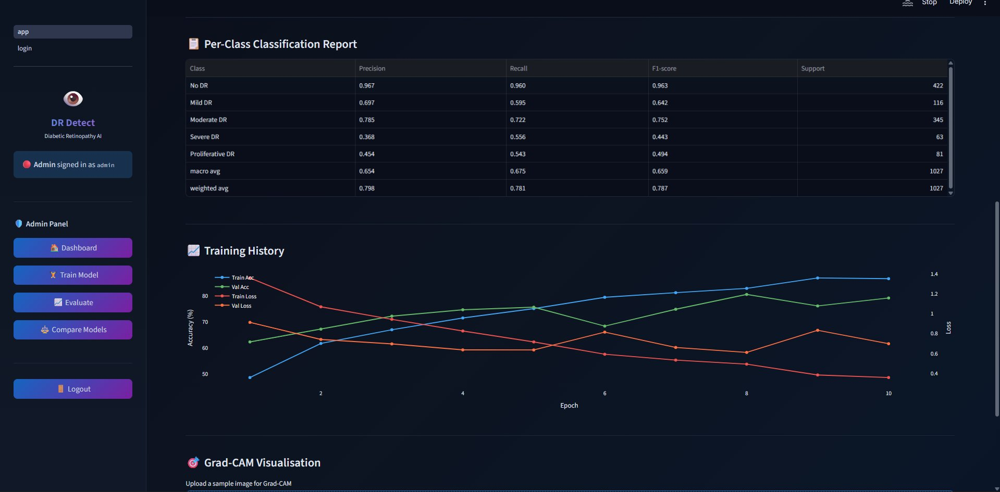 Stop Deploy
app
login
DR Detect
Diabetic Retinopathy AI
Admin signed in as admin
Admin Panel
Dashboard
Train Model
Evaluate
Compare Models
Logout
Per-Class Classification Report
Class Precision Recall F1-score Support
No DR 0.967 0.960 0.963 422
Mild DR 0.697 0.595 0.642 116
Moderate DR 0.785 0.722 0.752 345
Severe DR 0.368 0.556 0.443 63
Proliferative DR 0.454 0.543 0.494 81
macro avg 0.654 0.675 0.659 1027
weighted avg 0.798 0.781 0.787 1027
Training History
Train Acc
Val Acc
Train Loss
Val Loss
Accuracy (%)
80
70
60
50
1.4
1.2
1
0.8
0.6
0.4
Loss
2 4 6 8 10
Epoch
Grad-CAM Visualisation
Upload a sample image for Grad-CAM